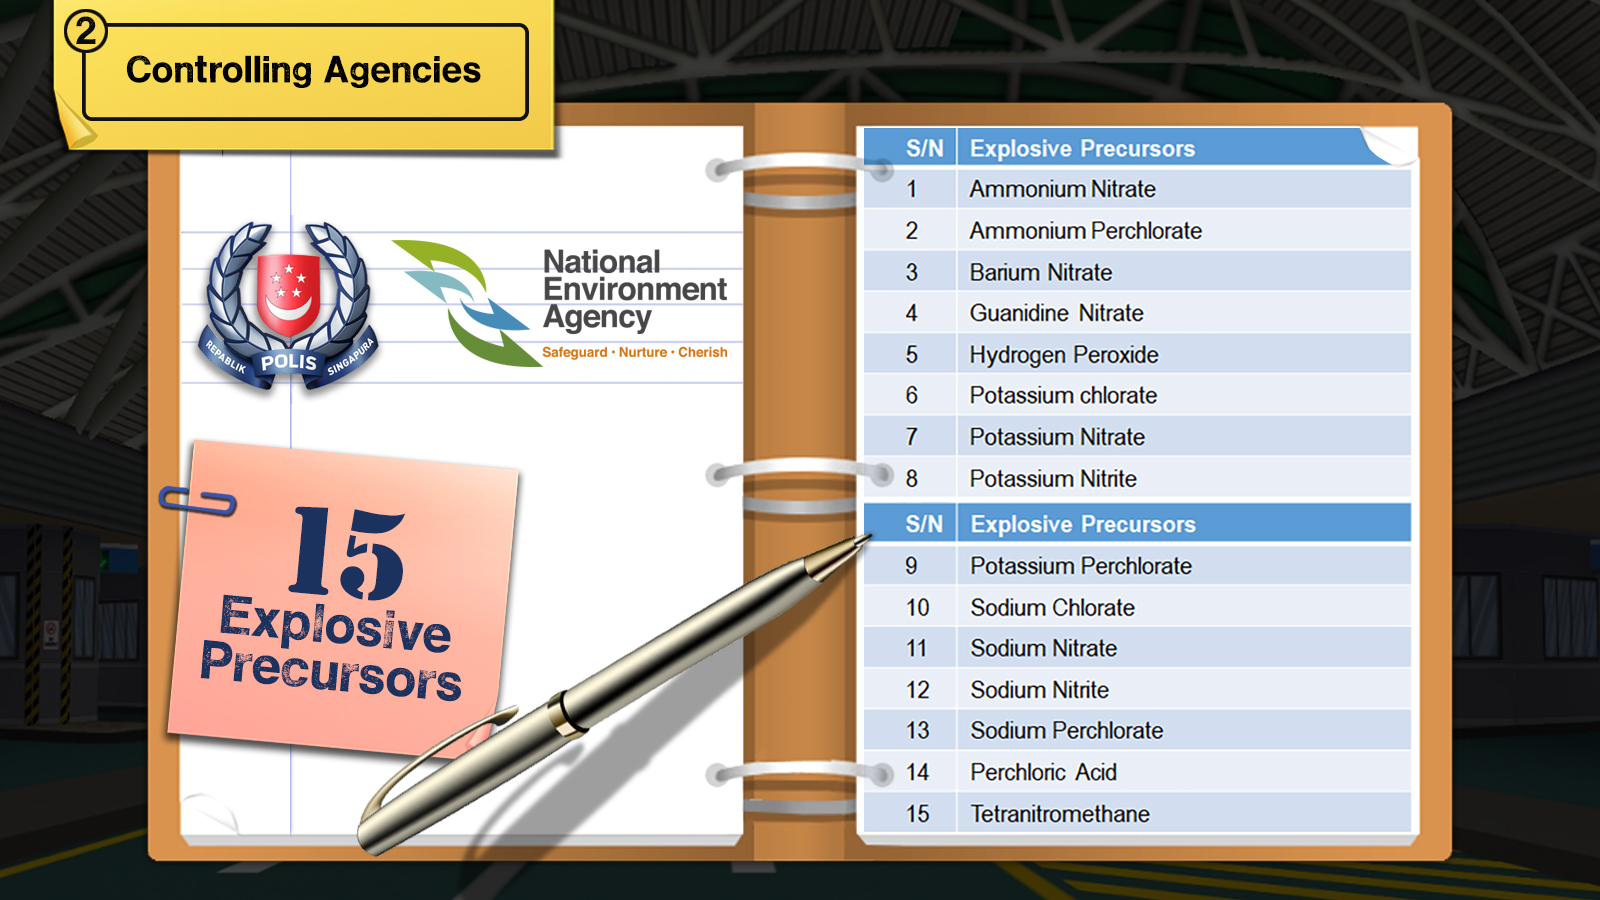 2
Controlling Agencies
REPABLIK
POLIS
SINGAPURA
National
Environment
Agency
Safeguard · Nurture · Cherish
15
Explosive
Precursors
S/N Explosive Precursors
1 Ammonium Nitrate
2 Ammonium Perchlorate
3 Barium Nitrate
4 Guanidine Nitrate
5 Hydrogen Peroxide
6 Potassium chlorate
7 Potassium Nitrate
8 Potassium Nitrite
S/N Explosive Precursors
9 Potassium Perchlorate
10 Sodium Chlorate
11 Sodium Nitrate
12 Sodium Nitrite
13 Sodium Perchlorate
14 Perchloric Acid
15 Tetranitromethane